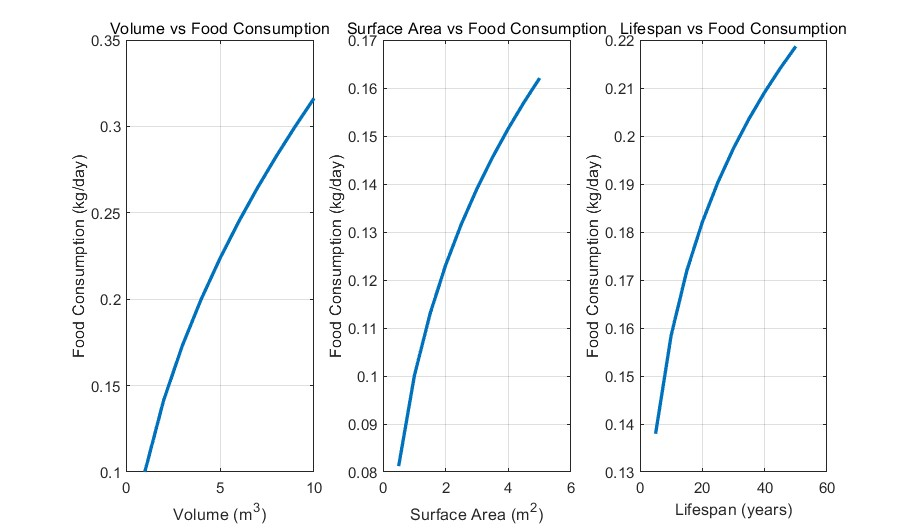 Volume vs Food Consumption
0.35
0.3
0.25
0.2
0.15
0.1
0 5 10
Food Consumption (kg/day)
Volume (m³)
Surface Area vs Food Consumption
0.17
0.16
0.15
0.14
0.13
0.12
0.11
0.1
0.09
0.08
0 2 4 6
Food Consumption (kg/day)
Surface Area (m²)
Lifespan vs Food Consumption
0.22
0.21
0.2
0.19
0.18
0.17
0.16
0.15
0.14
0.13
0 20 40 60
Food Consumption (kg/day)
Lifespan (years)